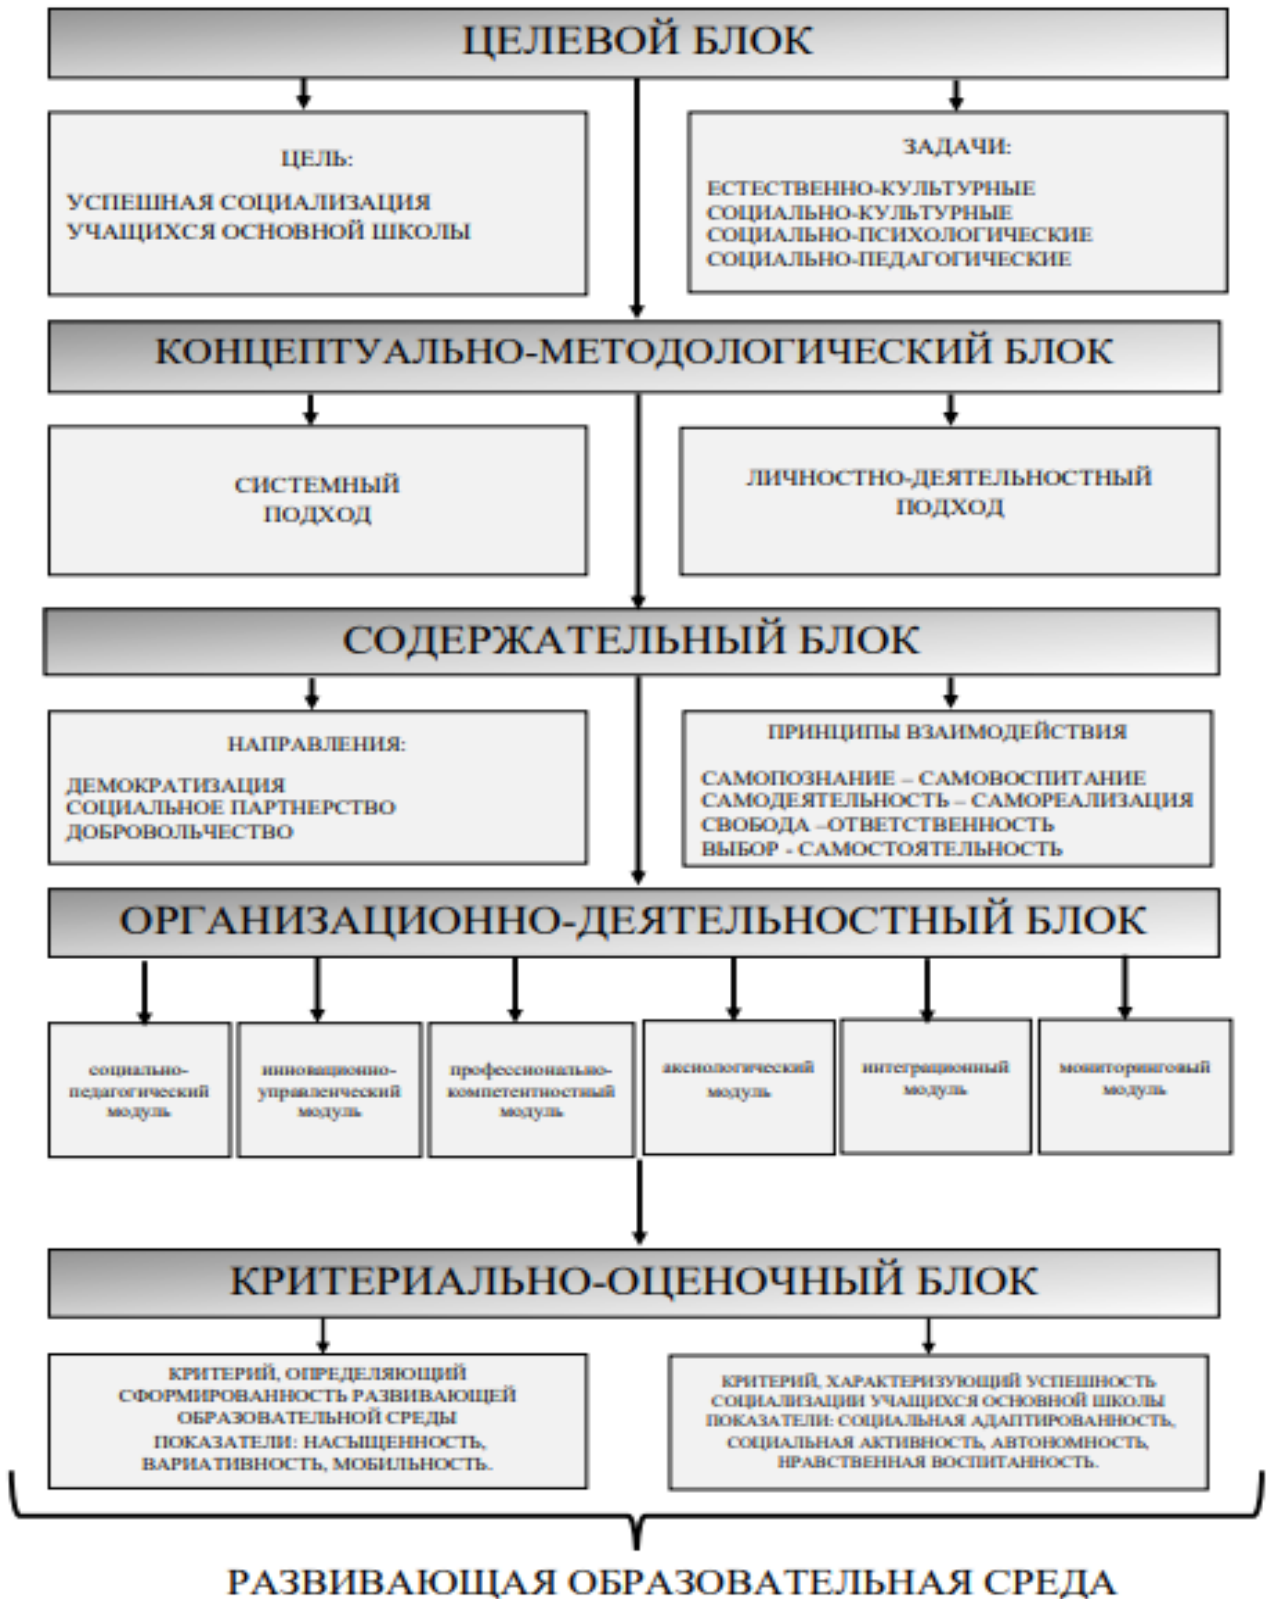 ЦЕЛЕВОЙ БЛОК
ЦЕЛЬ:
УСПЕШНАЯ СОЦИАЛИЗАЦИЯ
УЧАЩИХСЯ ОСНОВНОЙ ШКОЛЫ
ЗАДАЧИ:
ЕСТЕСТВЕННО-КУЛЬТУРНЫЕ
СОЦИАЛЬНО-КУЛЬТУРНЫЕ
СОЦИАЛЬНО-ПСИХОЛОГИЧЕСКИЕ
СОЦИАЛЬНО-ПЕДАГОГИЧЕСКИЕ
КОНЦЕПТУАЛЬНО-МЕТОДОЛОГИЧЕСКИЙ БЛОК
СИСТЕМНЫЙ
ПОДХОД
ЛИЧНОСТНО-ДЕЯТЕЛЬНОСТНЫЙ
ПОДХОД
СОДЕРЖАТЕЛЬНЫЙ БЛОК
НАПРАВЛЕНИЯ:
ДЕМОКРАТИЗАЦИЯ
СОЦИАЛЬНОЕ ПАРТНЕРСТВО
ДОБРОВОЛЬЧЕСТВО
ПРИНЦИПЫ ВЗАИМОДЕЙСТВИЯ
САМОПОЗНАНИЕ – САМОВОСПИТАНИЕ
САМОДЕЯТЕЛЬНОСТЬ – САМОРЕАЛИЗАЦИЯ
СВОБОДА –ОТВЕТСТВЕННОСТЬ
ВЫБОР - САМОСТОЯТЕЛЬНОСТЬ
ОРГАНИЗАЦИОННО-ДЕЯТЕЛЬНОСТНЫЙ БЛОК
социально-
педагогический
модуль
инновационно-
управленческий
модуль
профессионально-
компетентностный
модуль
аксиологический
модуль
интеграционный
модуль
мониторинговый
модуль
КРИТЕРИАЛЬНО-ОЦЕНОЧНЫЙ БЛОК
КРИТЕРИЙ, ОПРЕДЕЛЯЮЩИЙ
СФОРМИРОВАННОСТЬ РАЗВИВАЮЩЕЙ
ОБРАЗОВАТЕЛЬНОЙ СРЕДЫ
ПОКАЗАТЕЛИ: НАСЫЩЕННОСТЬ,
ВАРИАТИВНОСТЬ, МОБИЛЬНОСТЬ.
КРИТЕРИЙ, ХАРАКТЕРИЗУЮЩИЙ УСПЕШНОСТЬ
СОЦИАЛИЗАЦИИ УЧАЩИХСЯ ОСНОВНОЙ ШКОЛЫ
ПОКАЗАТЕЛИ: СОЦИАЛЬНАЯ АДАПТИРОВАННОСТЬ,
СОЦИАЛЬНАЯ АКТИВНОСТЬ, АВТОНОМНОСТЬ,
НРАВСТВЕННАЯ ВОСПИТАННОСТЬ.
РАЗВИВАЮЩАЯ ОБРАЗОВАТЕЛЬНАЯ СРЕДА